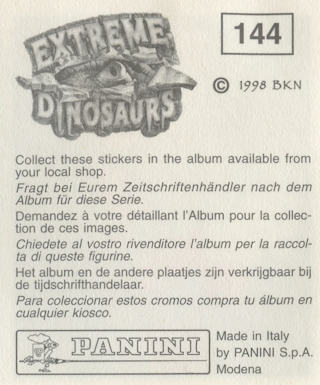 EXTREME
DINOSAURS
144
© 1998 BKN
Collect these stickers in the album available from
your local shop.
Fragt bei Eurem Zeitschriftenhändler nach dem
Album für diese Serie.
Demandez à votre détaillant l'Album pour la collec-
tion de ces images.
Chiedete al vostro rivenditore l'album per la raccol-
ta di queste figurine.
Het album en de andere plaatjes zijn verkrijgbaar bij
de tijdschrifthandelaar.
Para coleccionar estos cromos compra tu álbum en
cualquier kiosco.
PANINI
Made in Italy
by PANINI S.p.A.
Modena